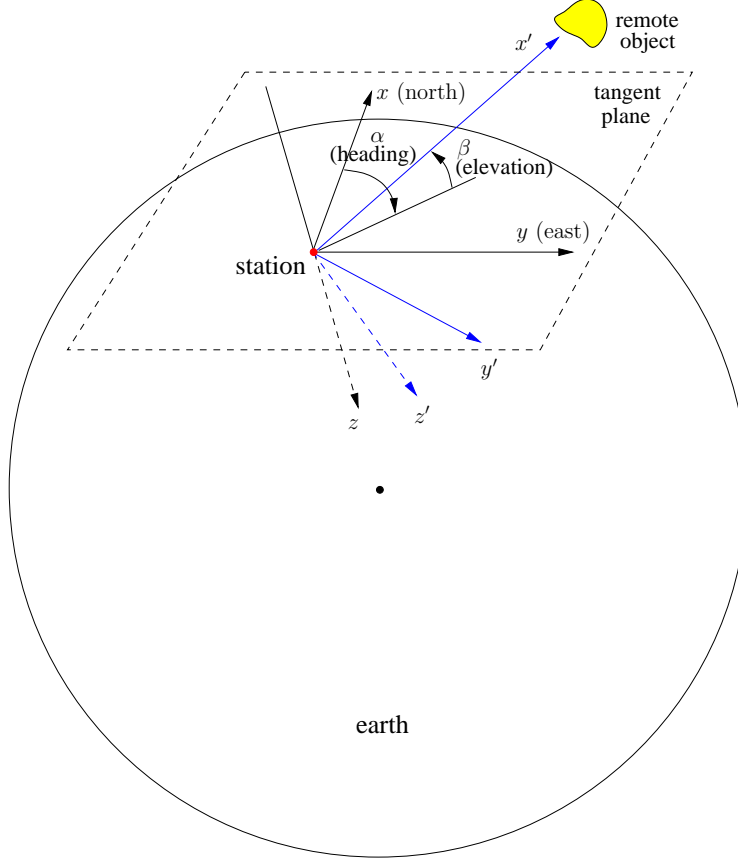 remote
object
x′
x (north)
tangent
plane
α
(heading)
β
(elevation)
y (east)
station
y′
z
z′
earth